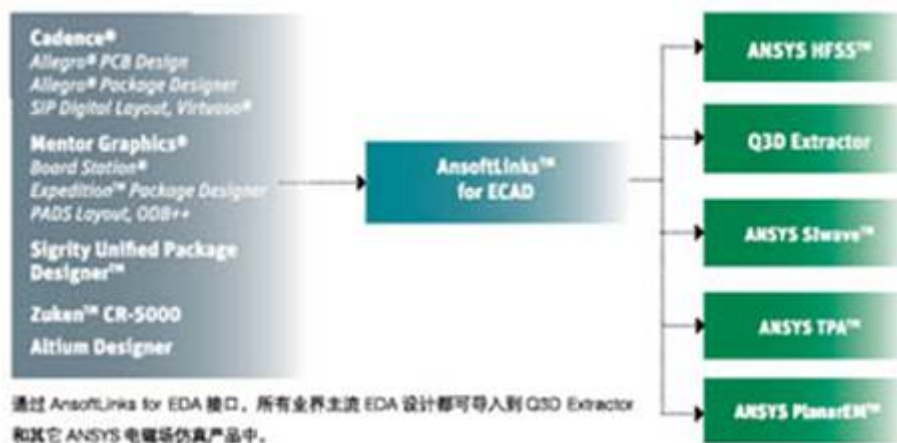 Cadence®
Allegro® PCB Design
Allegro® Package Designer
SiP Digital Layout, Virtuoso®
Mentor Graphics®
Board Station®
Expedition™ Package Designer
PADS Layout, ODB++
Sigrity Unified Package
Designer™
Zuken™ CR-5000
Altium Designer
AnsoftLinks™
for ECAD
ANSYS HFSS™
Q3D Extractor
ANSYS SIwave™
ANSYS TPA™
ANSYS PlanarEM™
通过 AnsoftLinks for EDA 接口，所有业界主流 EDA 设计都可导入到 Q3D Extractor
和其它 ANSYS 电磁场仿真产品中。